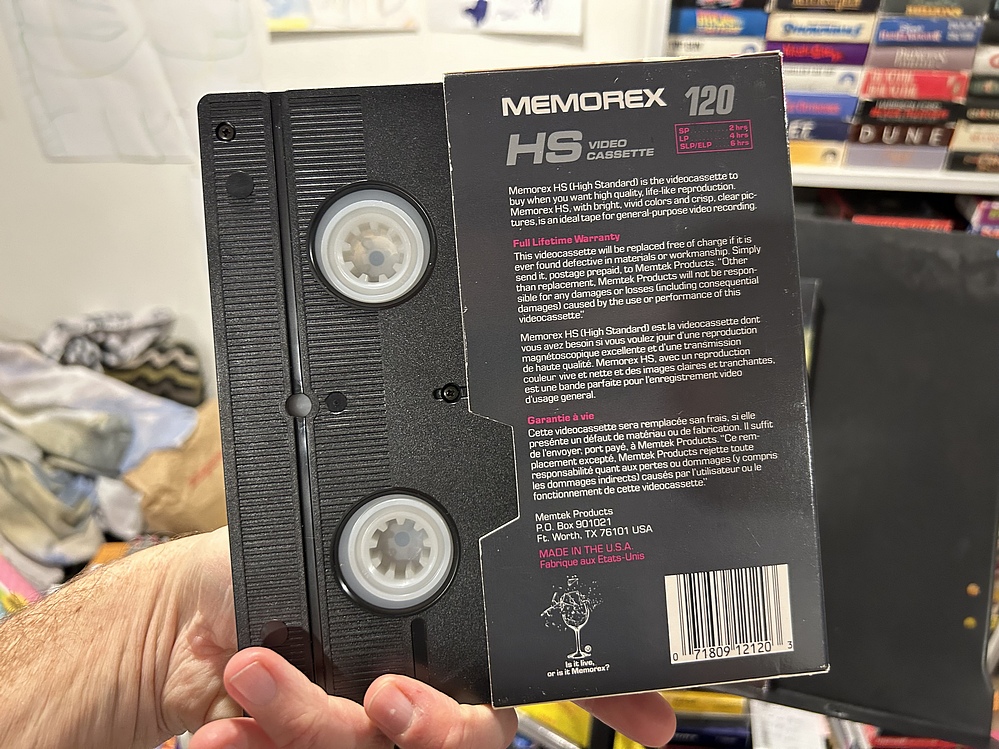 MEMOREX 120
HS VIDEO
CASSETTE
SP 2 hrs
LP 4 hrs
SLP/ELP 6 hrs
Memorex HS (High Standard) is the videocassette to
buy when you want high quality, life-like reproduction.
Memorex HS, with bright, vivid colors and crisp, clear pic-
tures, is an ideal tape for general-purpose video recording.
Full Lifetime Warranty
This videocassette will be replaced free of charge if it is
ever found defective in materials or workmanship. Simply
send it, postage prepaid, to Memtek Products. "Other
than replacement, Memtek Products will not be respon-
sible for any damages or losses (including consequential
damages) caused by the use or performance of this
videocassette."
Memorex HS (High Standard) est la videocassette dont
vous avez besoin si vous voulez jouir d'une reproduction
magnétoscopique excellente et d'une transmission
de haute qualité. Memorex HS, avec un reproduction
couleur vive et nette et des images claires et tranchantes,
est une bande parfaite pour l'enregistrement video
d'usage general.
Garantie à vie
Cette videocassette sera remplacée sans frais, si elle
presénte un défaut de matériau ou de fabrication. Il suffit
de l'envoyer, port payé, à Memtek Products. "Ce rem-
placement excepté, Memtek Products rejette toute
responsabilité quant aux pertes ou dommages (y compris
les dommages indirects) causés par l'utilisateur ou le
fonctionnement de cette videocassette."
Memtek Products
P.O. Box 901021
Ft. Worth, TX 76101 USA
MADE IN THE U.S.A.
Fabrique aux Etats-Unis
Is it live,
or is it Memorex?
0 71809 12120 3
DUNE